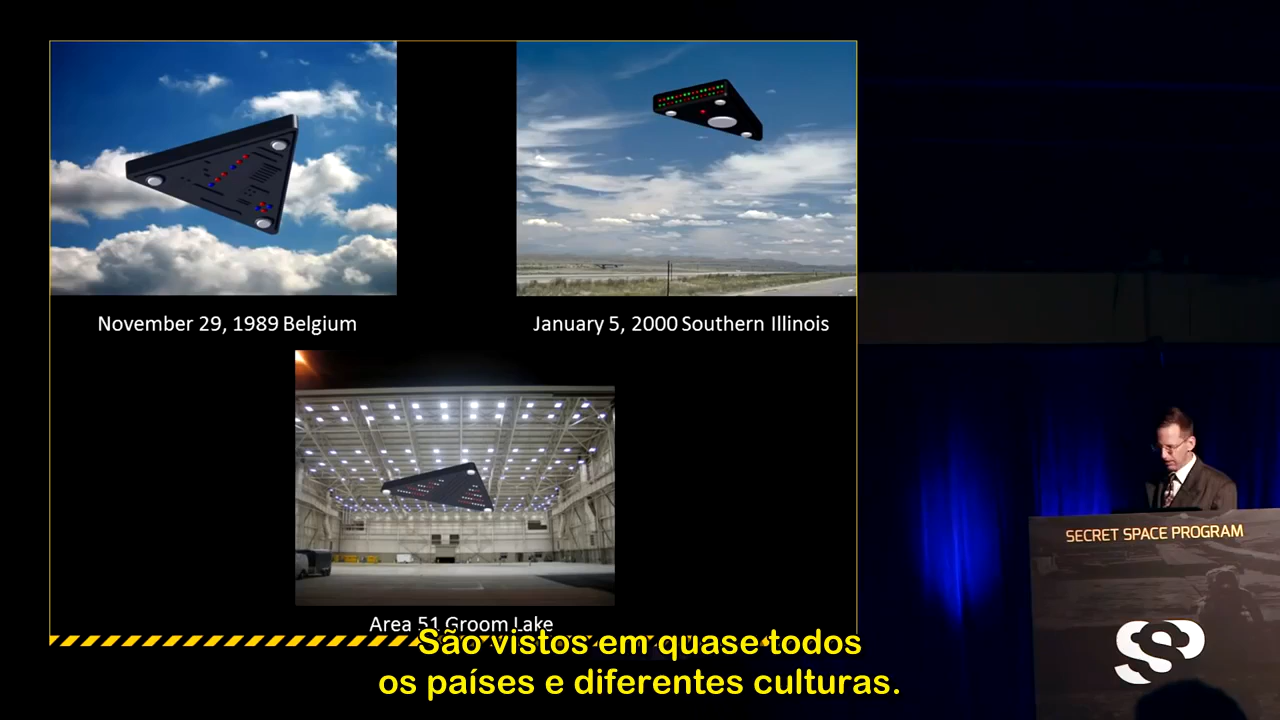 November 29, 1989 Belgium
January 5, 2000 Southern Illinois
Area 51 Groom Lake
SECRET SPACE PROGRAM
SSP
São vistos em quase todos
os países e diferentes culturas.